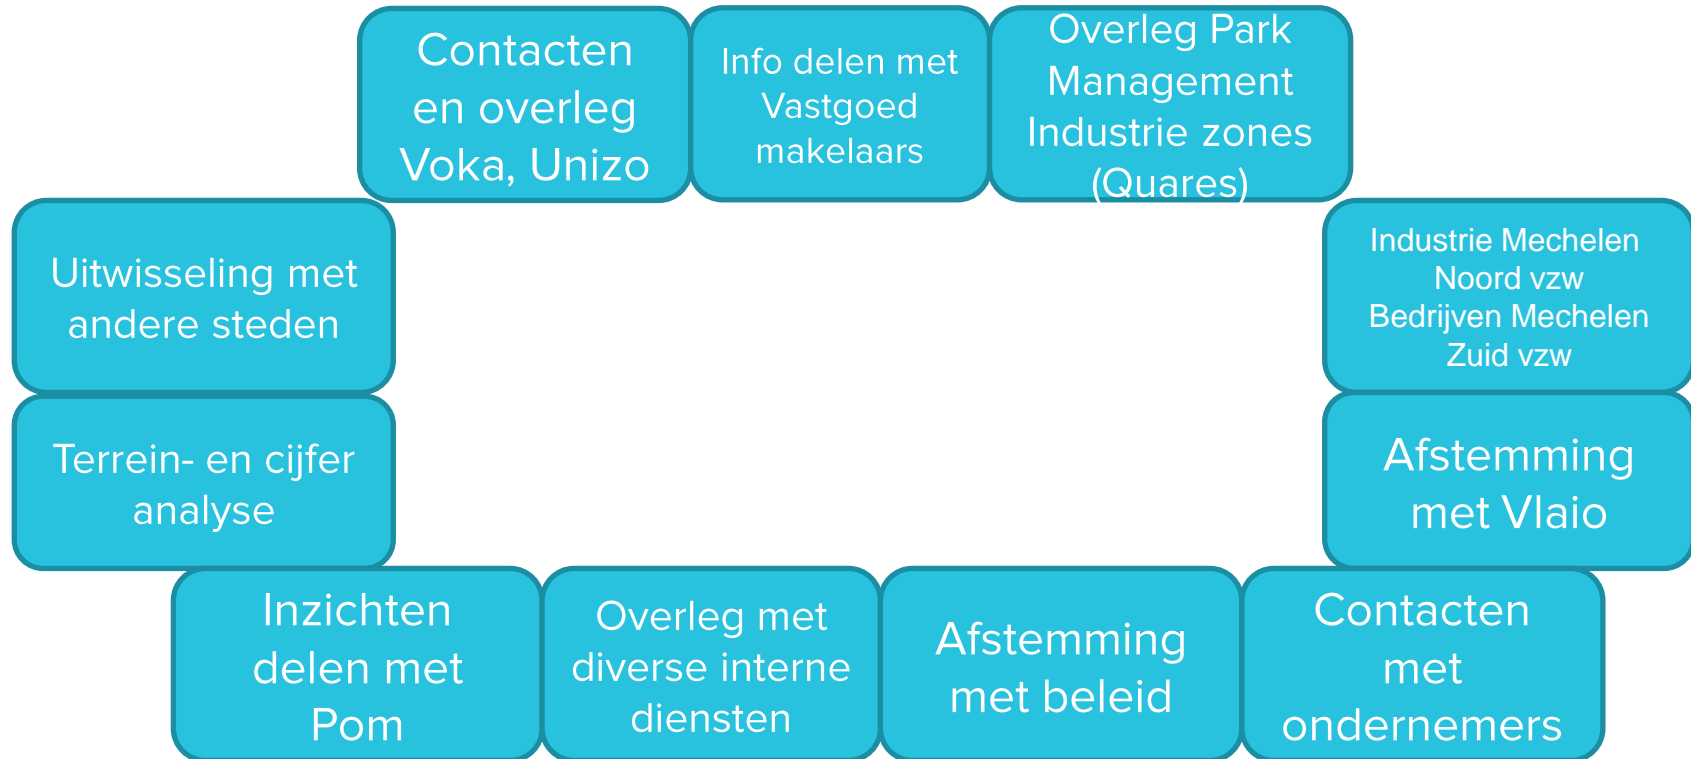 Contacten
en overleg
Voka, Unizo
Info delen met
Vastgoed
makelaars
Overleg Park
Management
Industrie zones
(Quares)
Uitwisseling met
andere steden
Industrie Mechelen
Noord vzw
Bedrijven Mechelen
Zuid vzw
Terrein- en cijfer
analyse
Afstemming
met Vlaio
Inzichten
delen met
Pom
Overleg met
diverse interne
diensten
Afstemming
met beleid
Contacten
met
ondernemers